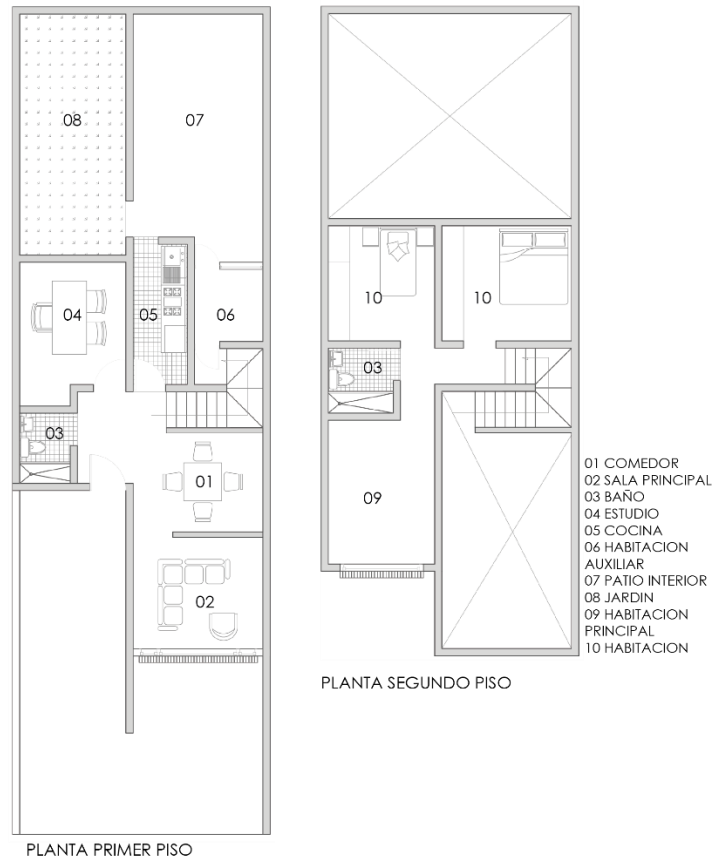 08
07
04
05
06
03
01
02
PLANTA PRIMER PISO
10
10
03
09
PLANTA SEGUNDO PISO
01 COMEDOR
02 SALA PRINCIPAL
03 BAÑO
04 ESTUDIO
05 COCINA
06 HABITACION
AUXILIAR
07 PATIO INTERIOR
08 JARDIN
09 HABITACION
PRINCIPAL
10 HABITACION